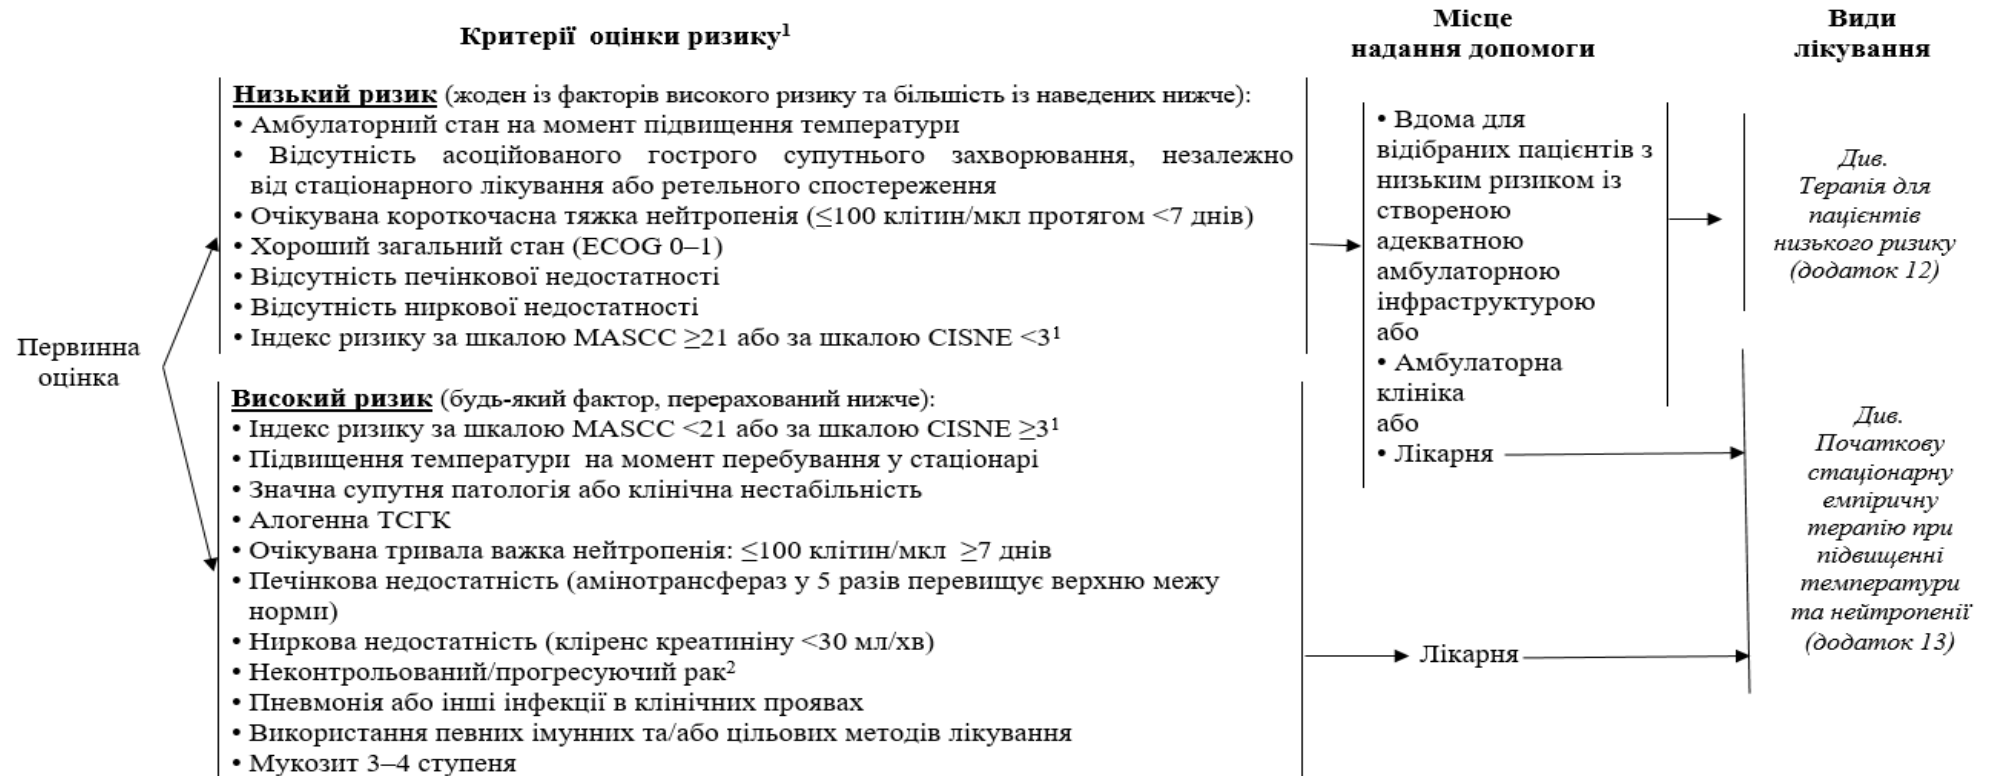 Критерії оцінки ризику¹
Місце
надання допомоги
Види
лікування
Первинна
оцінка
Низький ризик (жоден із факторів високого ризику та більшість із наведених нижче):
• Амбулаторний стан на момент підвищення температури
• Відсутність асоційованого гострого супутнього захворювання, незалежно
від стаціонарного лікування або ретельного спостереження
• Очікувана короткочасна тяжка нейтропенія (≤100 клітин/мкл протягом <7 днів)
• Хороший загальний стан (ECOG 0–1)
• Відсутність печінкової недостатності
• Відсутність ниркової недостатності
• Індекс ризику за шкалою MASCC ≥21 або за шкалою CISNE <3¹
Високий ризик (будь-який фактор, перерахований нижче):
• Індекс ризику за шкалою MASCC <21 або за шкалою CISNE ≥3¹
• Підвищення температури на момент перебування у стаціонарі
• Значна супутня патологія або клінічна нестабільність
• Алогенна ТСГК
• Очікувана тривала важка нейтропенія: ≤100 клітин/мкл ≥7 днів
• Печінкова недостатність (амінотрансфераз у 5 разів перевищує верхню межу
норми)
• Ниркова недостатність (кліренс креатиніну <30 мл/хв)
• Неконтрольований/прогресуючий рак²
• Пневмонія або інші інфекції в клінічних проявах
• Використання певних імунних та/або цільових методів лікування
• Мукозит 3–4 ступеня
• Вдома для
відібраних пацієнтів з
низьким ризиком із
створеною
адекватною
амбулаторною
інфраструктурою
або
• Амбулаторна
клініка
або
• Лікарня
Лікарня
Див.
Терапія для
пацієнтів
низького ризику
(додаток 12)
Див.
Початкову
стаціонарну
емпіричну
терапію при
підвищенні
температури
та нейтропенії
(додаток 13)